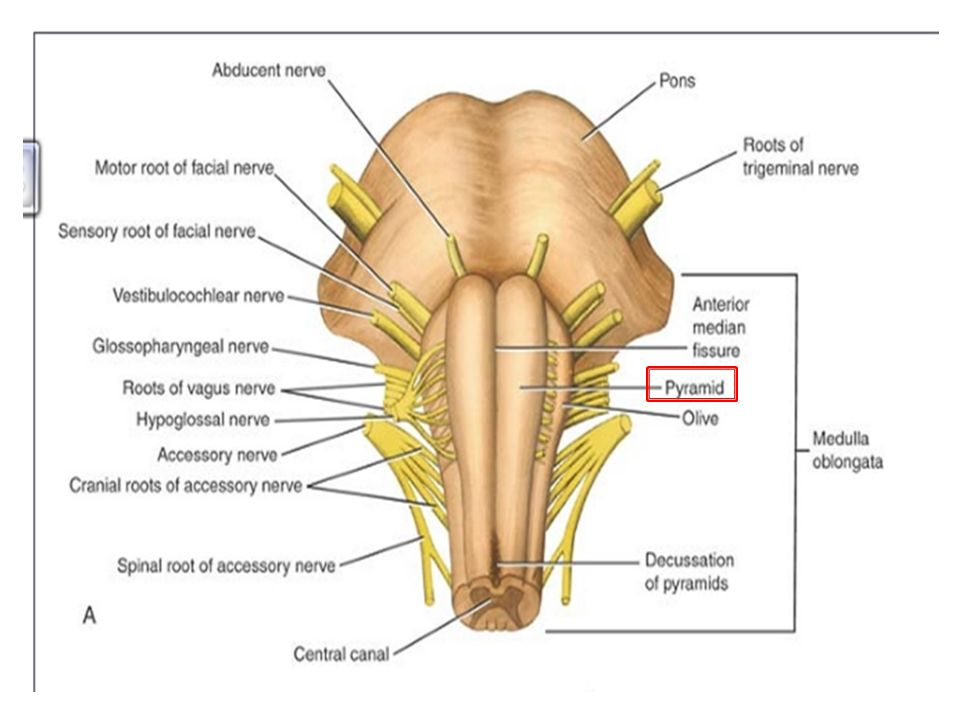 Abducent nerve
Pons
Roots of
trigeminal nerve
Motor root of facial nerve
Sensory root of facial nerve
Vestibulocochlear nerve
Anterior
median
fissure
Glossopharyngeal nerve
Roots of vagus nerve
Pyramid
Hypoglossal nerve
Olive
Accessory nerve
Medulla
oblongata
Cranial roots of accessory nerve
Spinal root of accessory nerve
Decussation
of pyramids
A
Central canal